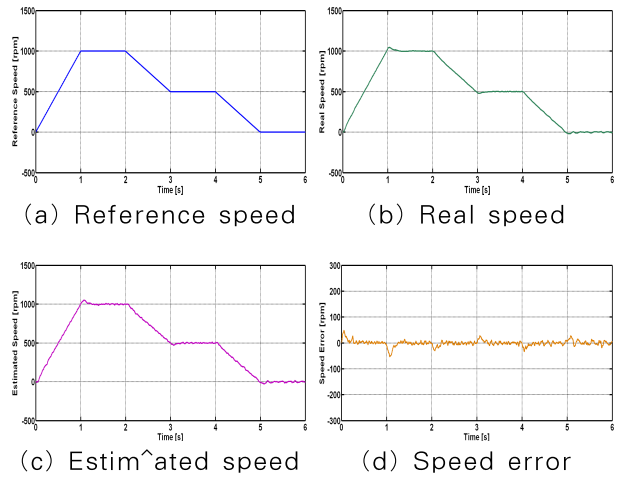 1500
1000
500
0
-500
Reference Speed [rpm]
0 1 2 3 4 5 6
Time [s]
(a) Reference speed
1500
1000
500
0
-500
Real Speed [rpm]
0 1 2 3 4 5 6
Time [s]
(b) Real speed
1500
1000
500
0
-500
Estimated Speed [rpm]
0 1 2 3 4 5 6
Time [s]
(c) Estim^ated speed
300
200
100
0
-100
-200
-300
Speed Error [rpm]
0 1 2 3 4 5 6
Time [s]
(d) Speed error